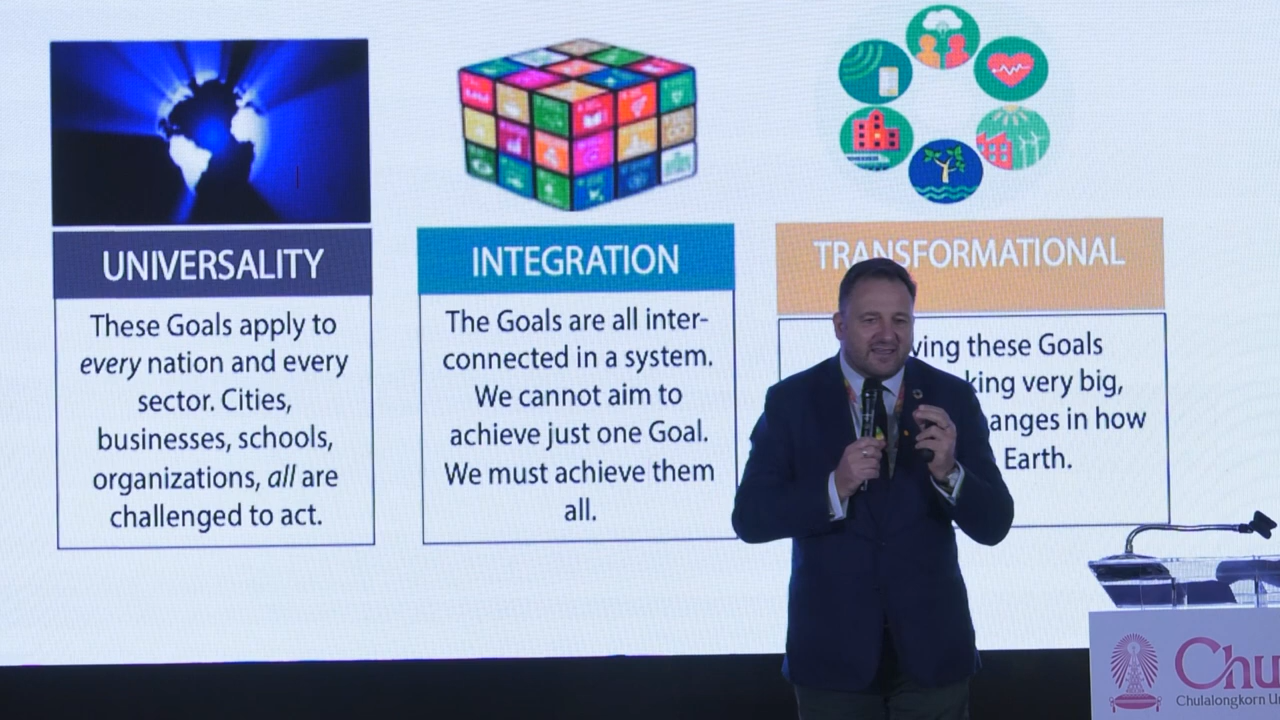 UNIVERSALITY
These Goals apply to
every nation and every
sector. Cities,
businesses, schools,
organizations, all are
challenged to act.
INTEGRATION
The Goals are all inter-
connected in a system.
We cannot aim to
achieve just one Goal.
We must achieve them
all.
TRANSFORMATIONAL
ving these Goals
king very big,
anges in how
Earth.
Chu
Chulalongkorn Un